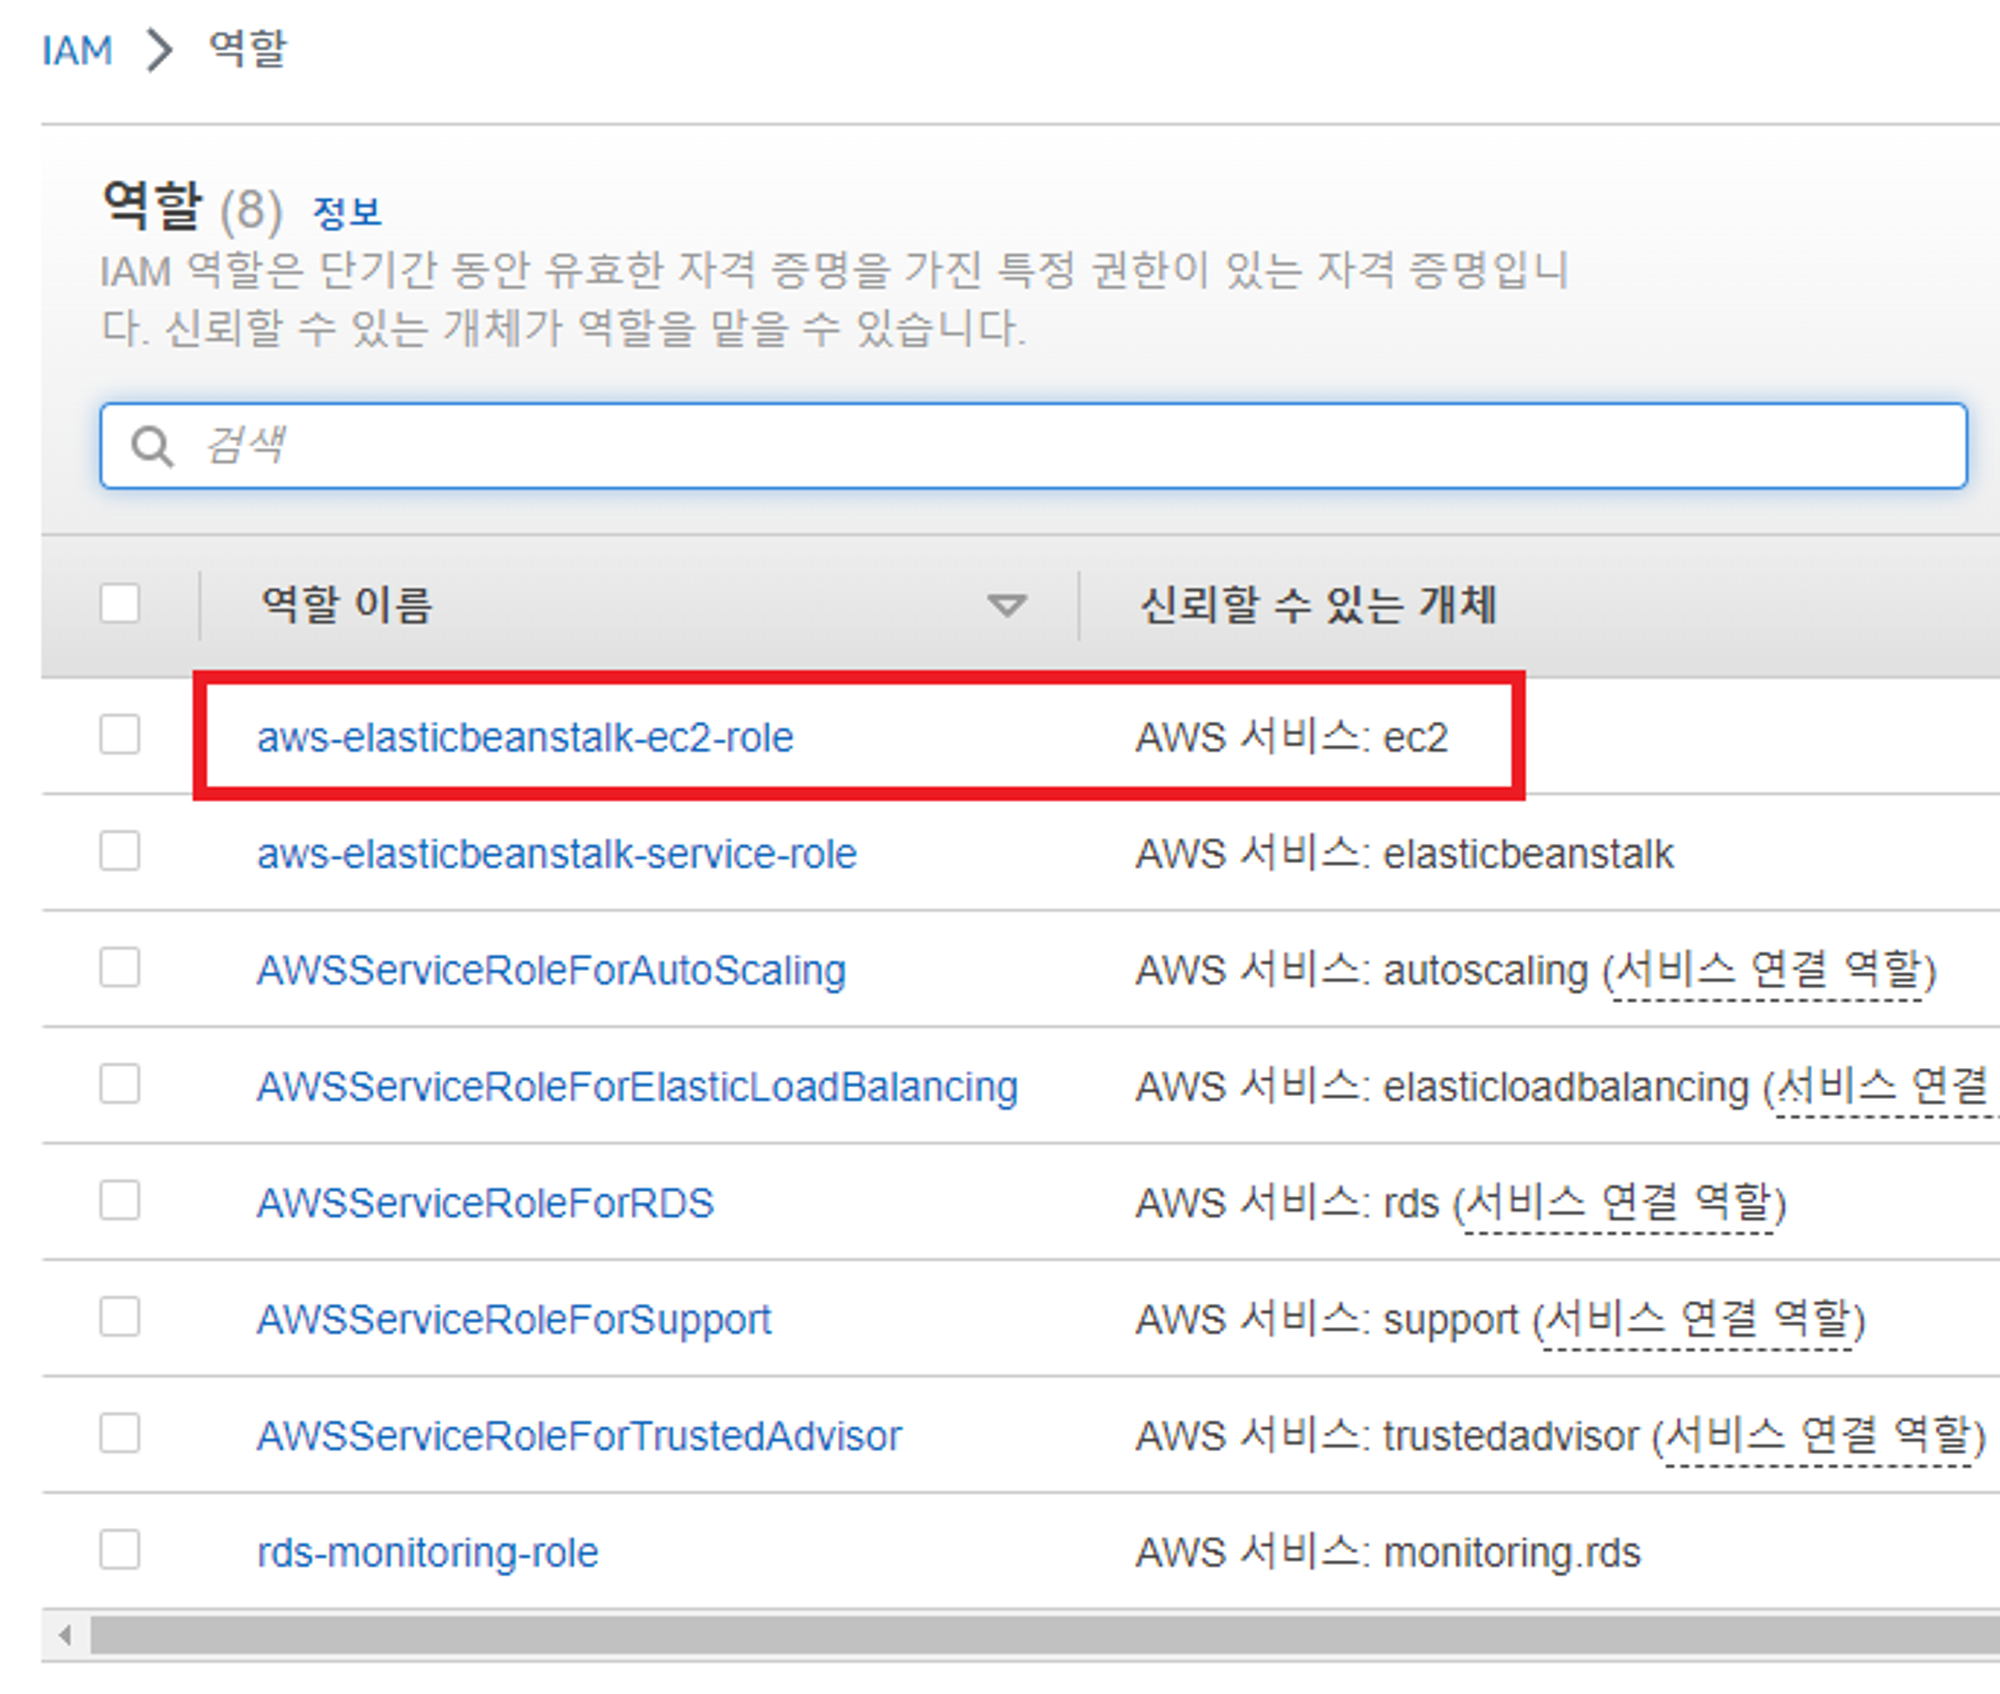 IAM > 역할
역할 (8) 정보
IAM 역할은 단기간 동안 유효한 자격 증명을 가진 특정 권한이 있는 자격 증명입니
다. 신뢰할 수 있는 개체가 역할을 맡을 수 있습니다.
검색
역할 이름 신뢰할 수 있는 개체
aws-elasticbeanstalk-ec2-role AWS 서비스: ec2
aws-elasticbeanstalk-service-role AWS 서비스: elasticbeanstalk
AWSServiceRoleForAutoScaling AWS 서비스: autoscaling (서비스 연결 역할)
AWSServiceRoleForElasticLoadBalancing AWS 서비스: elasticloadbalancing (서비스 연결
AWSServiceRoleForRDS AWS 서비스: rds (서비스 연결 역할)
AWSServiceRoleForSupport AWS 서비스: support (서비스 연결 역할)
AWSServiceRoleForTrustedAdvisor AWS 서비스: trustedadvisor (서비스 연결 역할)
rds-monitoring-role AWS 서비스: monitoring.rds